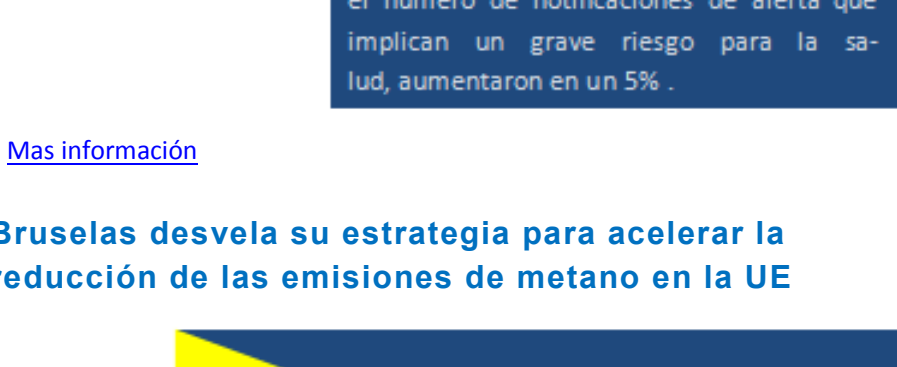 el número de notificaciones de alerta que
implican un grave riesgo para la sa-
lud, aumentaron en un 5% .
Mas información
Bruselas desvela su estrategia para acelerar la
reducción de las emisiones de metano en la UE